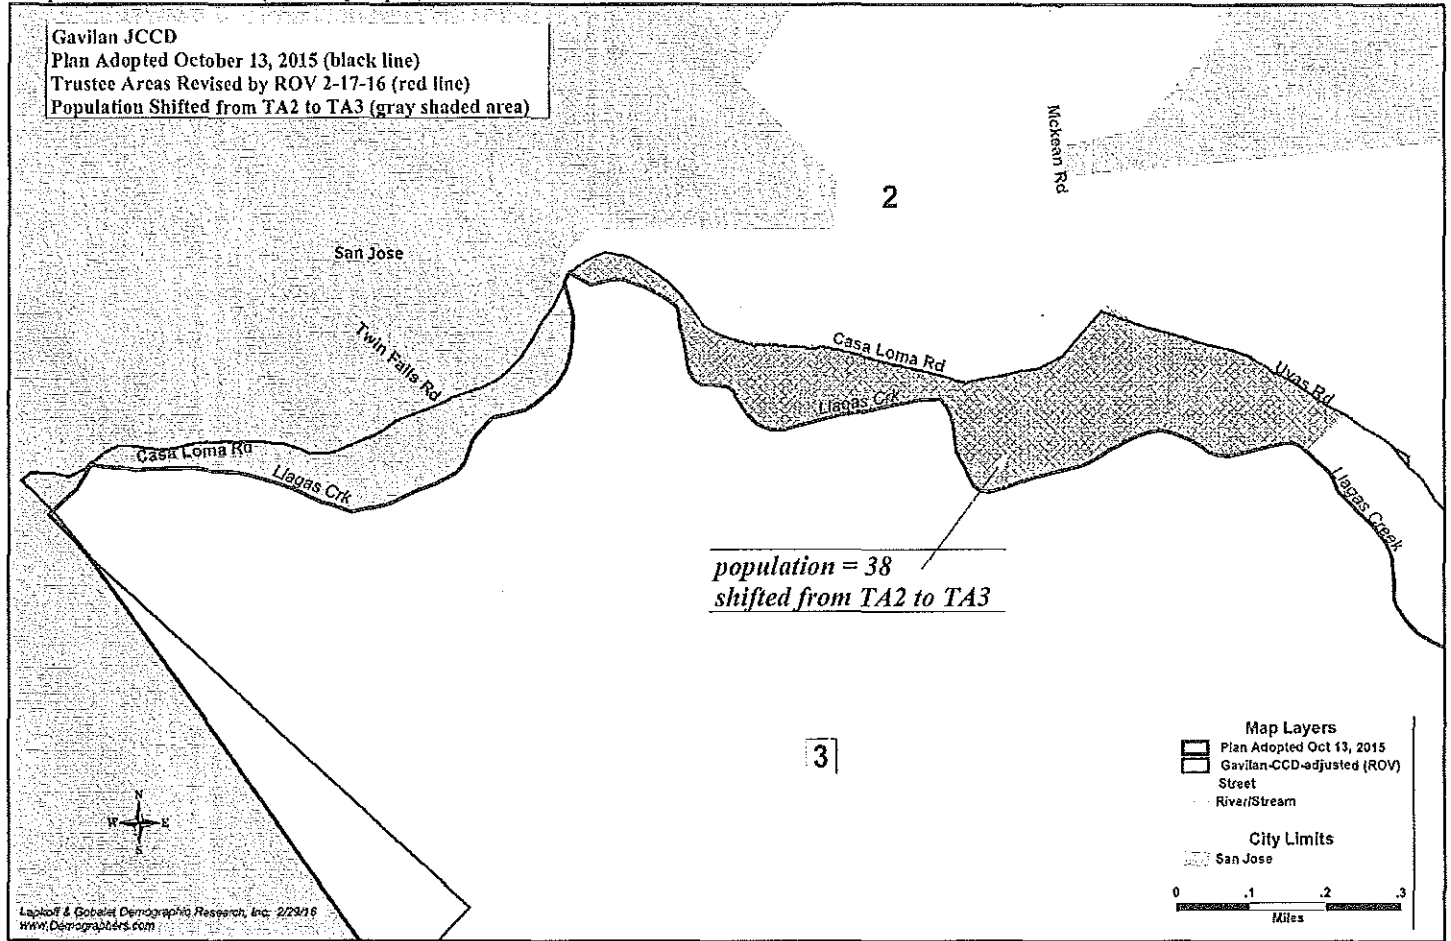 Gavilan JCCD
Plan Adopted October 13, 2015 (black line)
Trustee Areas Revised by ROV 2-17-16 (red line)
Population Shifted from TA2 to TA3 (gray shaded area)
Mckean Rd
2
San Jose
Twin Falls Rd
Casa Loma Rd
Uvas Rd
Llagas Crk
Casa Loma Rd
Llagas Crk
Llagas Creek
population = 38
shifted from TA2 to TA3
3
Map Layers
Plan Adopted Oct 13, 2015
Gavilan-CCD-adjusted (ROV)
Street
River/Stream
City Limits
San Jose
0 .1 .2 .3
Miles
N
W E
S
Lapkoff & Gobalet Demographic Research, Inc. 2/29/16
www.Demographers.com